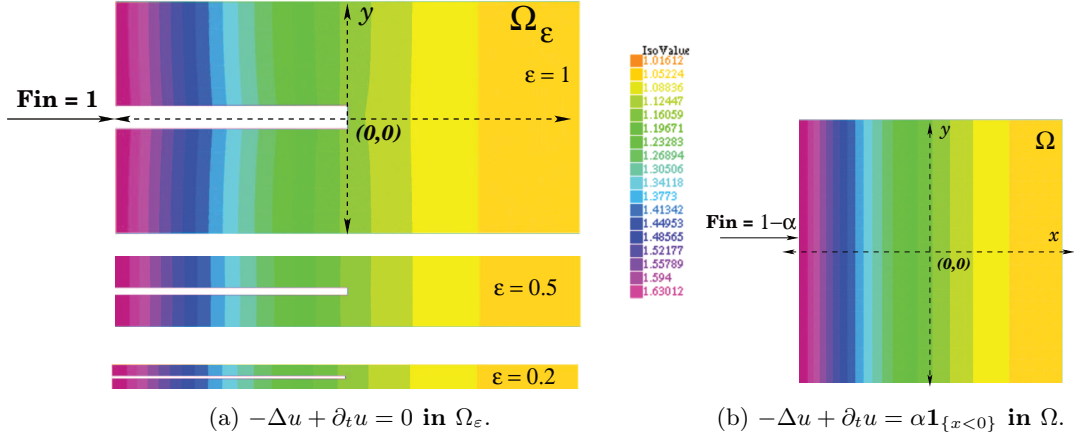 y
Ω_ε
ε = 1
Fin = 1
(0,0)
ε = 0.5
ε = 0.2
(a) −Δu + ∂_t u = 0 in Ω_ε.
IsoValue
1.01612
1.05224
1.08836
1.12447
1.16059
1.19671
1.23283
1.26894
1.30506
1.34118
1.3773
1.41342
1.44953
1.48565
1.52177
1.55789
1.594
1.63012
y
Ω
Fin = 1−α
x
(0,0)
(b) −Δu + ∂_t u = α1_{x<0} in Ω.